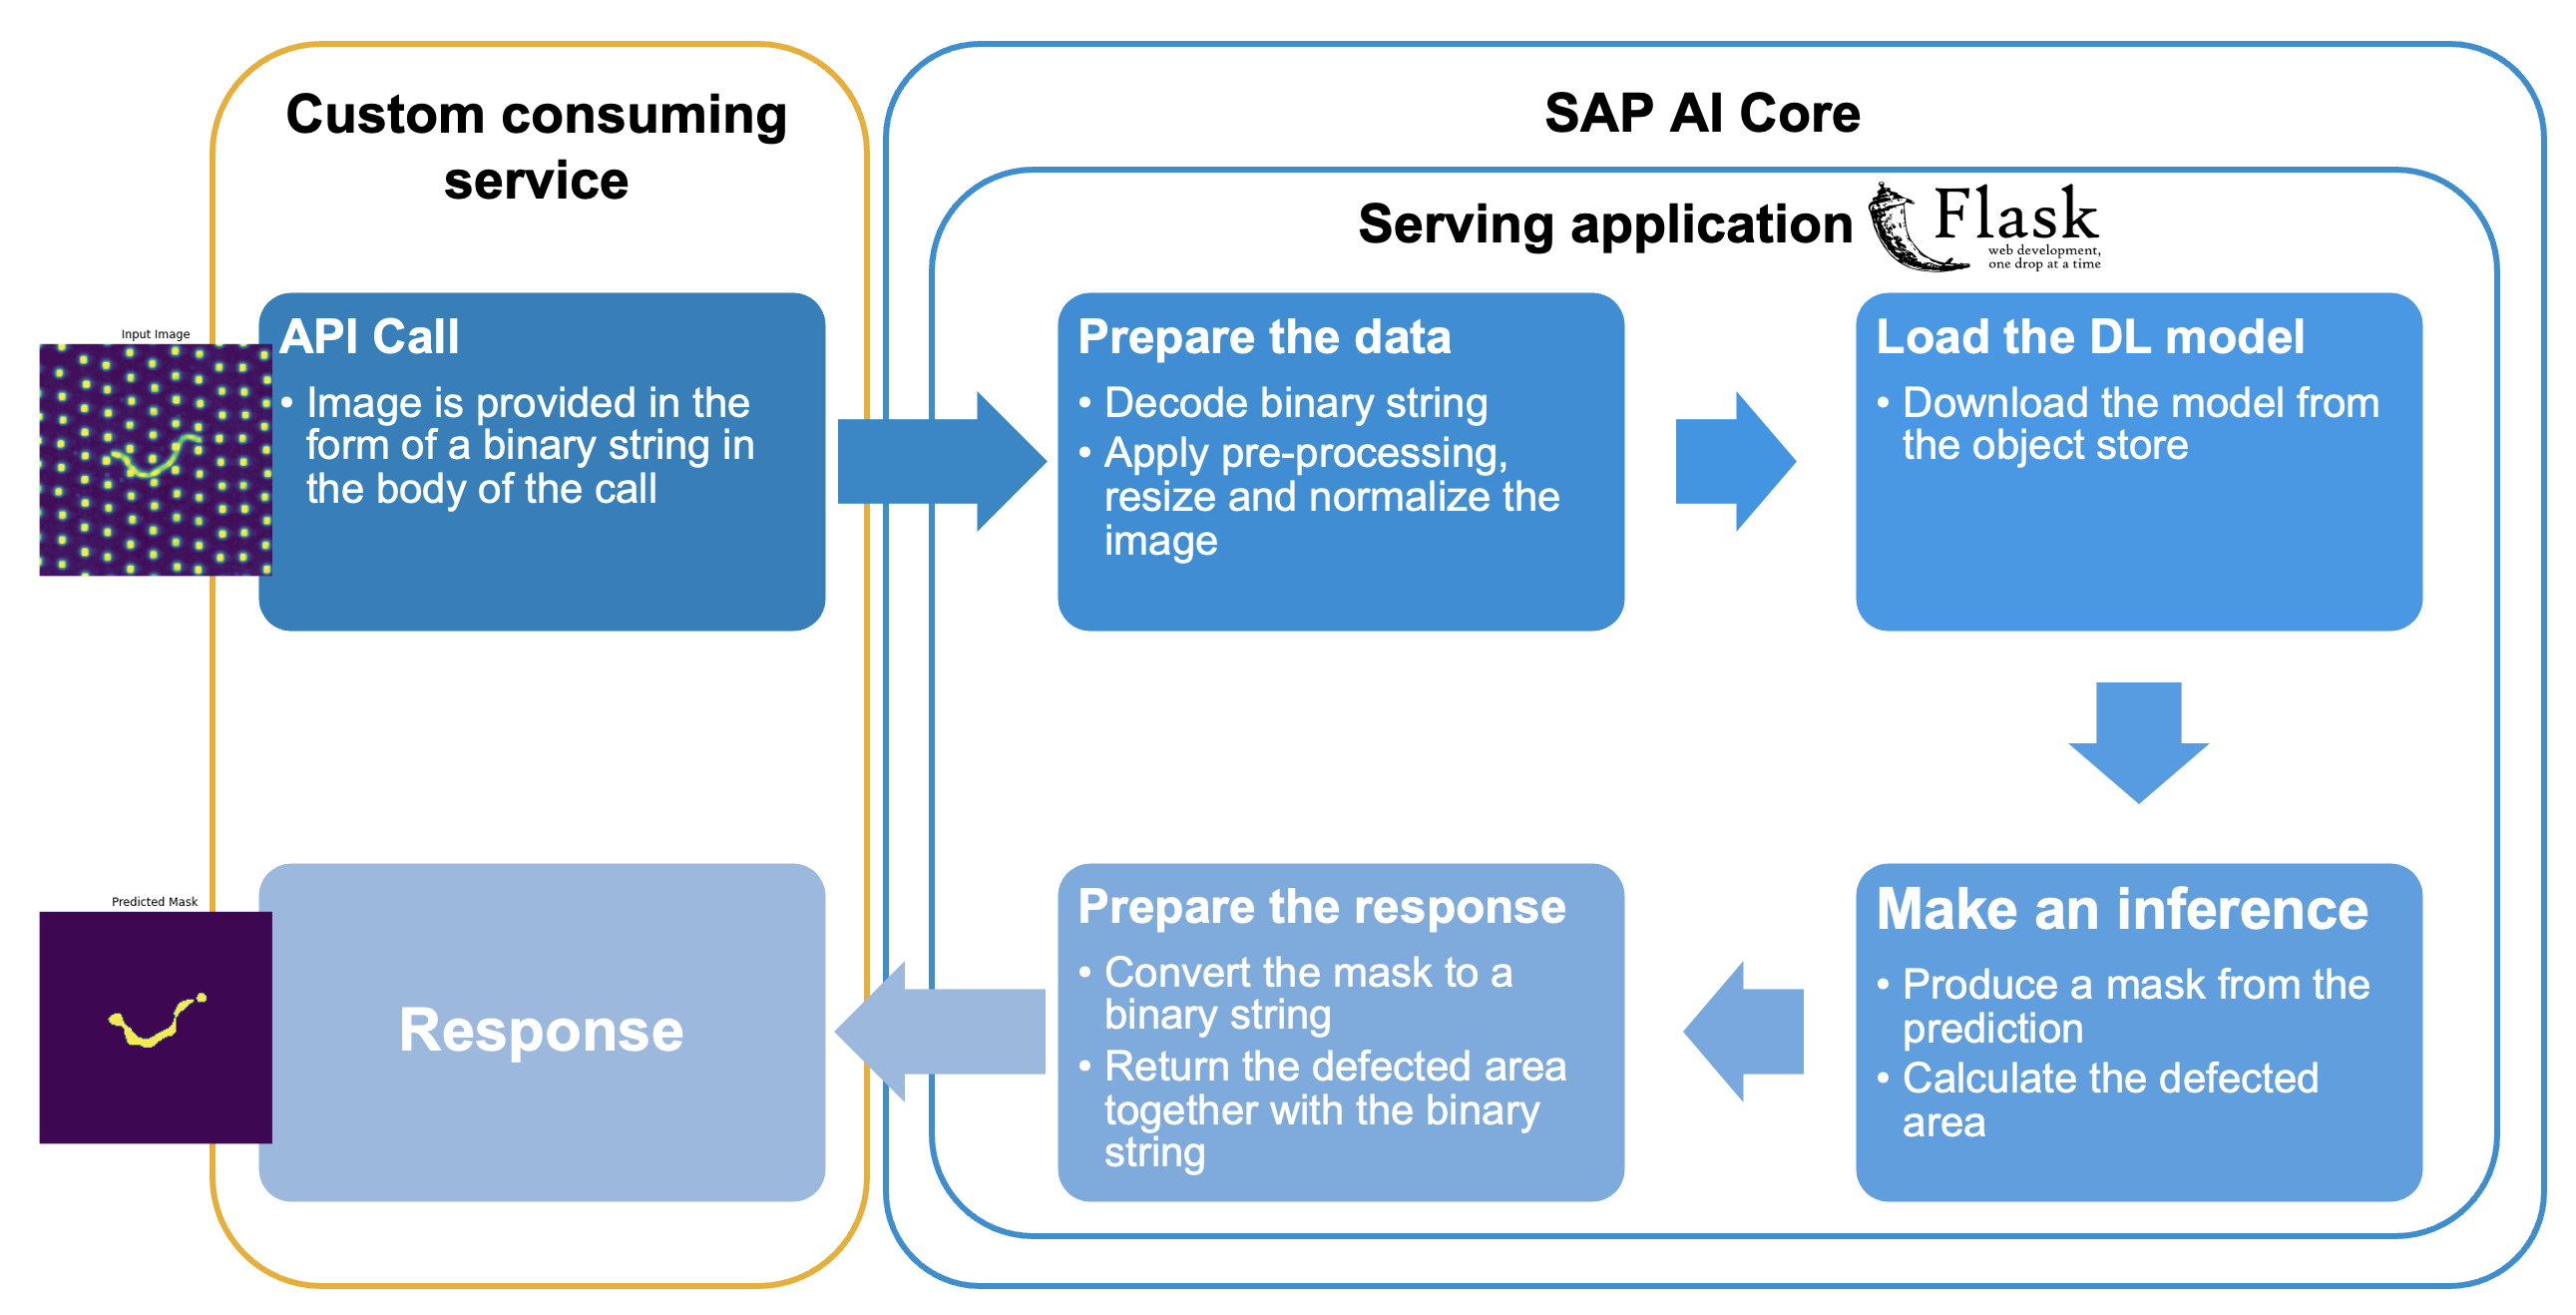 Custom consuming
service
SAP AI Core
Serving application
Flask
web development,
one drop at a time
Input Image
API Call
• Image is provided in the
form of a binary string in
the body of the call
Prepare the data
• Decode binary string
• Apply pre-processing,
resize and normalize the
image
Load the DL model
• Download the model from
the object store
Make an inference
• Produce a mask from the
prediction
• Calculate the defected
area
Prepare the response
• Convert the mask to a
binary string
• Return the defected area
together with the binary
string
Predicted Mask
Response